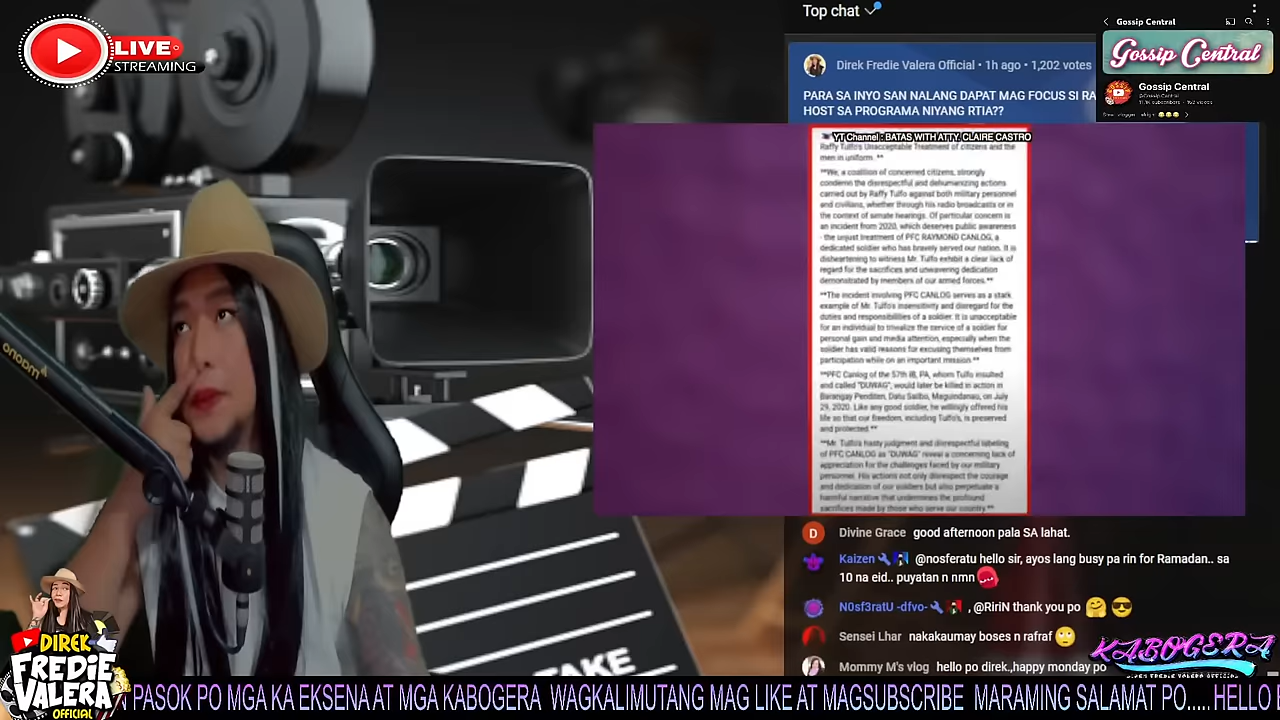 LIVE
STREAMING
Top chat
Direk Fredie Valera Official • 1h ago • 1,202 votes
PARA SA INYO SAN NALANG DAPAT MAG FOCUS SI RA
HOST SA PROGRAMA NIYANG RTIA??
Gossip Central
Gossip Central
Gossip Central
YT Channel : BATAS WITH ATTY. CLAIRE CASTRO
Raffy Tulfo's Unacceptable Treatment of citizens and the
men in uniform. **
**We, a coalition of concerned citizens, strongly
condemn the disrespectful and dehumanizing actions
carried out by Raffy Tulfo against both military personnel
and civilians, whether through his radio broadcasts or in
the context of senate hearings. Of particular concern is
an incident from 2020, which deserves public awareness
- the unjust treatment of PFC RAYMOND CANLOG, a
dedicated soldier who has bravely served our nation. It is
disheartening to witness Mr. Tulfo exhibit a clear lack of
regard for the sacrifices and unwavering dedication
demonstrated by members of our armed forces.**
**The incident involving PFC CANLOG serves as a stark
example of Mr. Tulfo's insensitivity and disregard for the
duties and responsibilities of a soldier. It is unacceptable
for an individual to trivialize the service of a soldier for
personal gain and media attention, especially when the
soldier has valid reasons for excusing themselves from
participation while on an important mission **
**PFC Canlog of the 57th IB, PA, whom Tulfo insulted
and called "DUWAG", would later be killed in action in
Barangay Penditen, Datu Salibo, Maguindanau, on July
29, 2020. Like any good soldier, he willingly offered his
life so that our freedom, including Tulfo's, is preserved
and protected.**
**Mr. Tulfo's hasty judgment and disrespectful labeling
of PFC CANLOG as "DUWAG" reveal a concerning lack of
appreciation for the challenges faced by our military
personnel. His actions not only disrespect the courage
and dedication of our soldiers but also perpetuate a
harmful narrative that undermines the profound
sacrifices made by those who serve our country.**
maono
D Divine Grace good afternoon pala SA lahat.
Kaizen @nosferatu hello sir, ayos lang busy pa rin for Ramadan.. sa
10 na eid.. puyatan n nmn
N0sf3ratU -dfvo- , @RiriN thank you po
Sensei Lhar nakakaumay boses n rafraf
Mommy M's vlog hello po direk.,happy monday po
KABOGERA
TAKE
DIREK
FREDIE
VALERA
OFFICIAL
PASOK PO MGA KA EKSENA AT MGA KABOGERA WAGKALIMUTANG MAG LIKE AT MAGSUBSCRIBE MARAMING SALAMAT PO..... HELLO